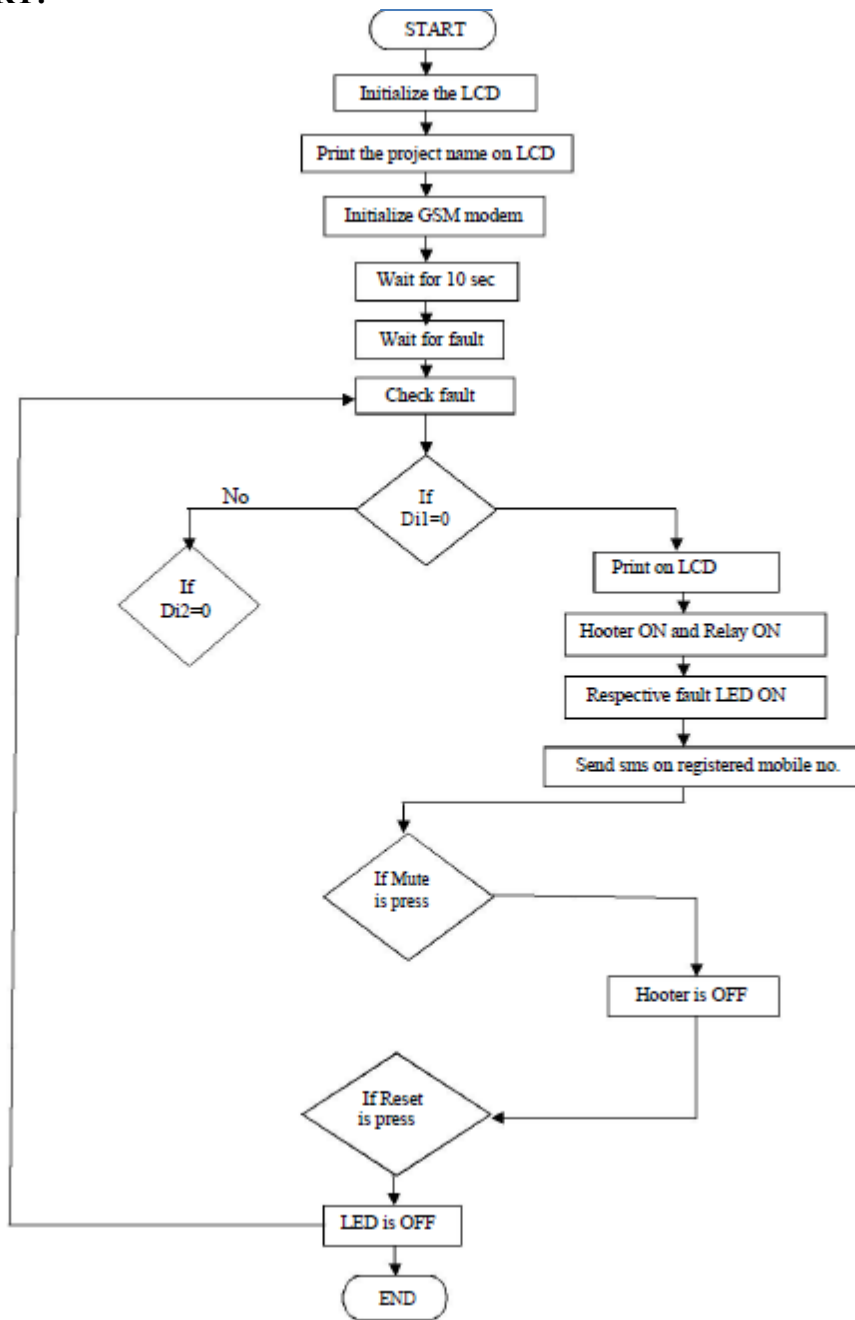 START
Initialize the LCD
Print the project name on LCD
Initialize GSM modem
Wait for 10 sec
Wait for fault
Check fault
No
If
Di1=0
If
Di2=0
Print on LCD
Hooter ON and Relay ON
Respective fault LED ON
Send sms on registered mobile no.
If Mute
is press
Hooter is OFF
If Reset
is press
LED is OFF
END